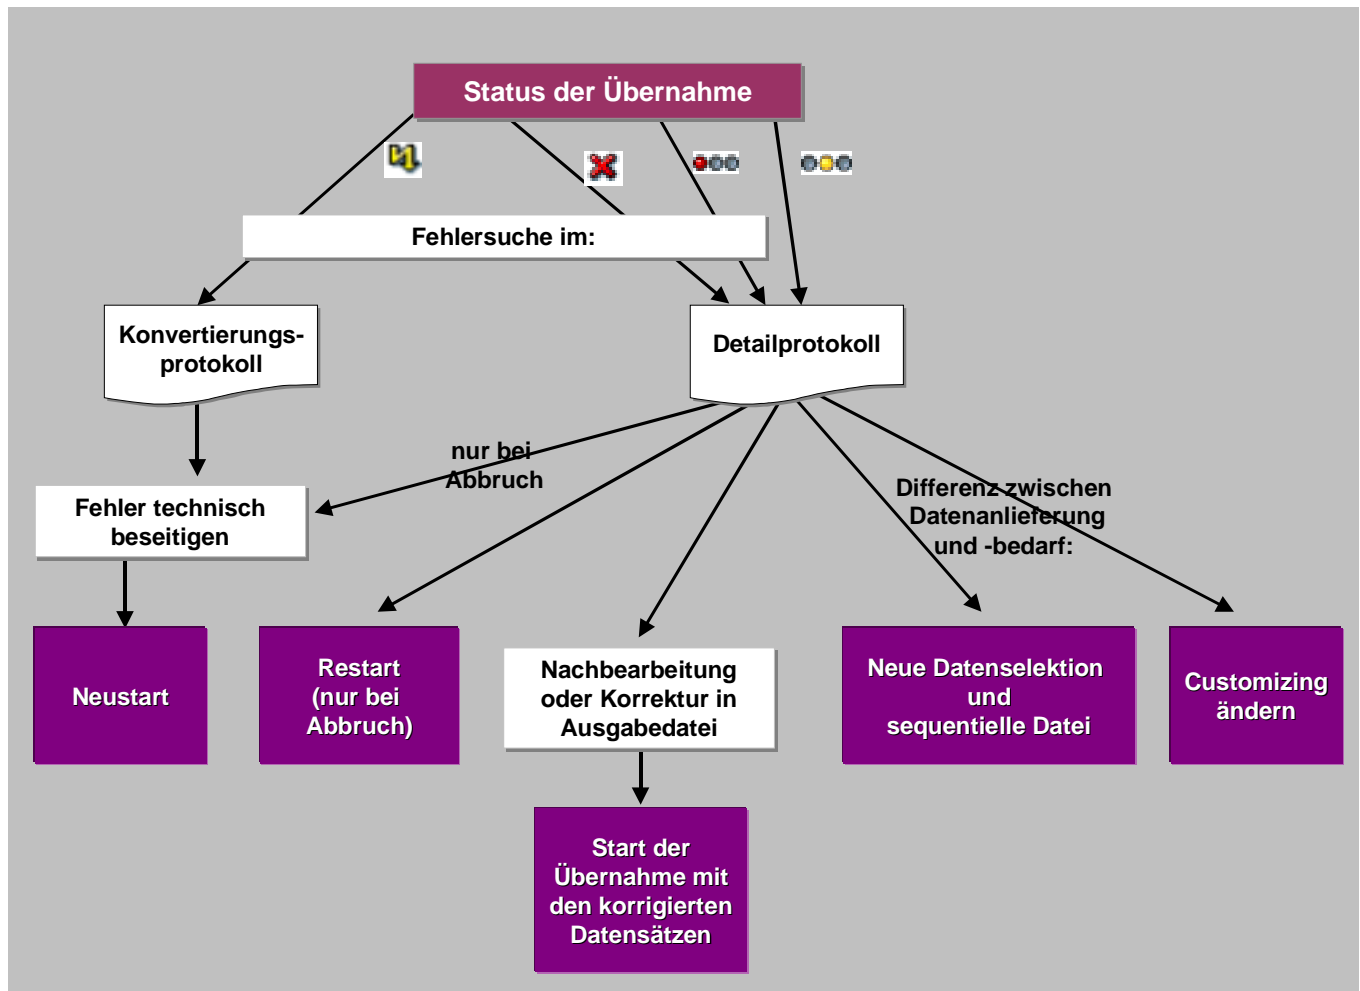 Status der Übernahme
Fehlersuche im:
Konvertierungs-
protokoll
Detailprotokoll
nur bei
Abbruch
Differenz zwischen
Datenanlieferung
und -bedarf:
Fehler technisch
beseitigen
Neustart
Restart
(nur bei
Abbruch)
Nachbearbeitung
oder Korrektur in
Ausgabedatei
Neue Datenselektion
und
sequentielle Datei
Customizing
ändern
Start der
Übernahme mit
den korrigierten
Datensätzen